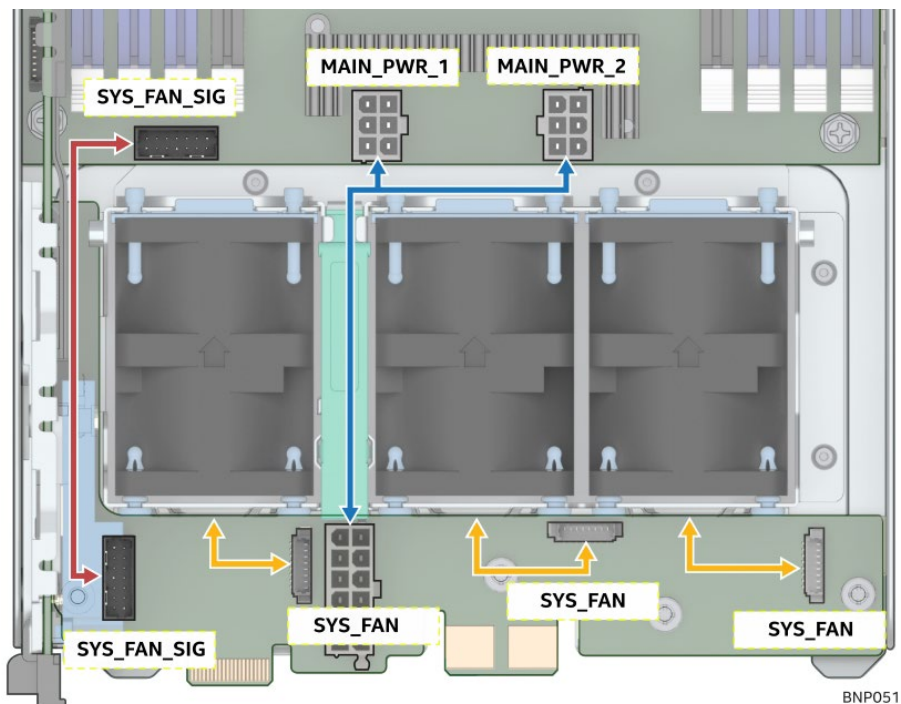 MAIN_PWR_1
MAIN_PWR_2
SYS_FAN_SIG
SYS_FAN
SYS_FAN
SYS_FAN
SYS_FAN_SIG
BNP051